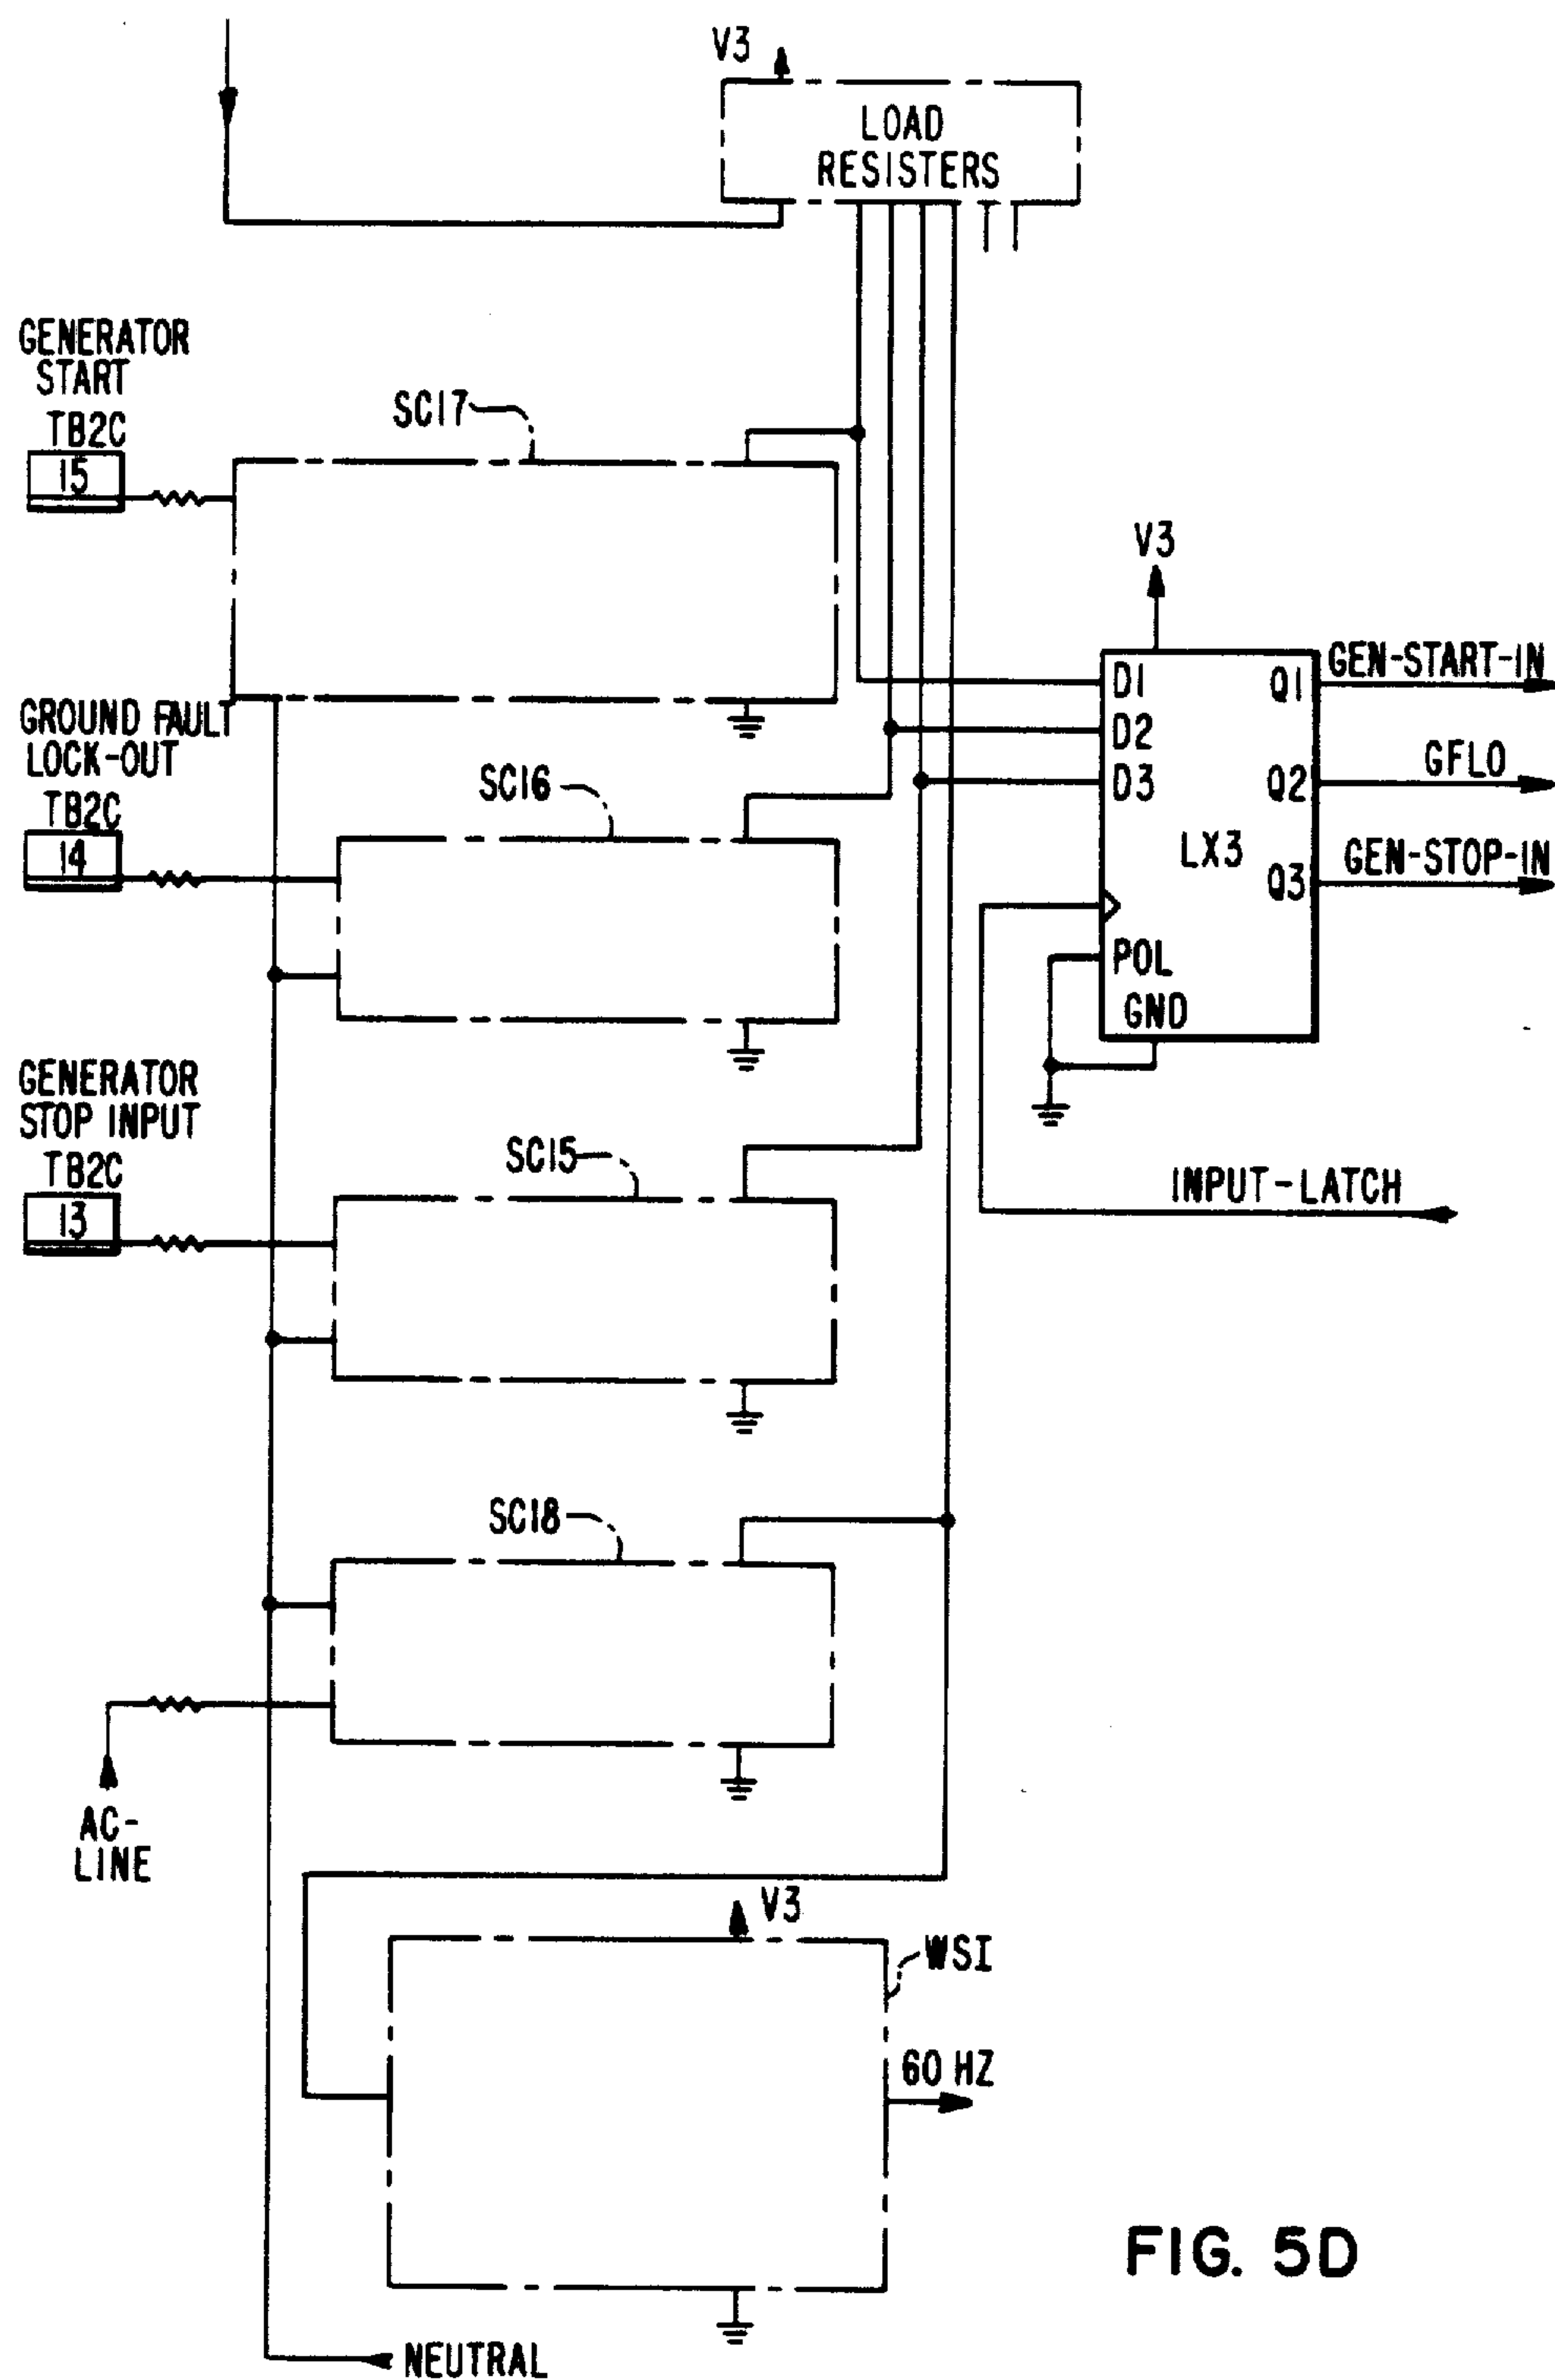 V3
LOAD
RESISTERS
GENERATOR
START
TB2C
15
SC17
V3
D1
Q1
GEN-START-IN
D2
GROUND FAULT
LOCK-OUT
TB2C
14
SC16
D3
Q2
GFLO
LX3
Q3
GEN-STOP-IN
POL
GND
GENERATOR
STOP INPUT
TB2C
13
SC15
INPUT-LATCH
SC18
AC-
LINE
V3
WS1
60 HZ
FIG. 5D
NEUTRAL